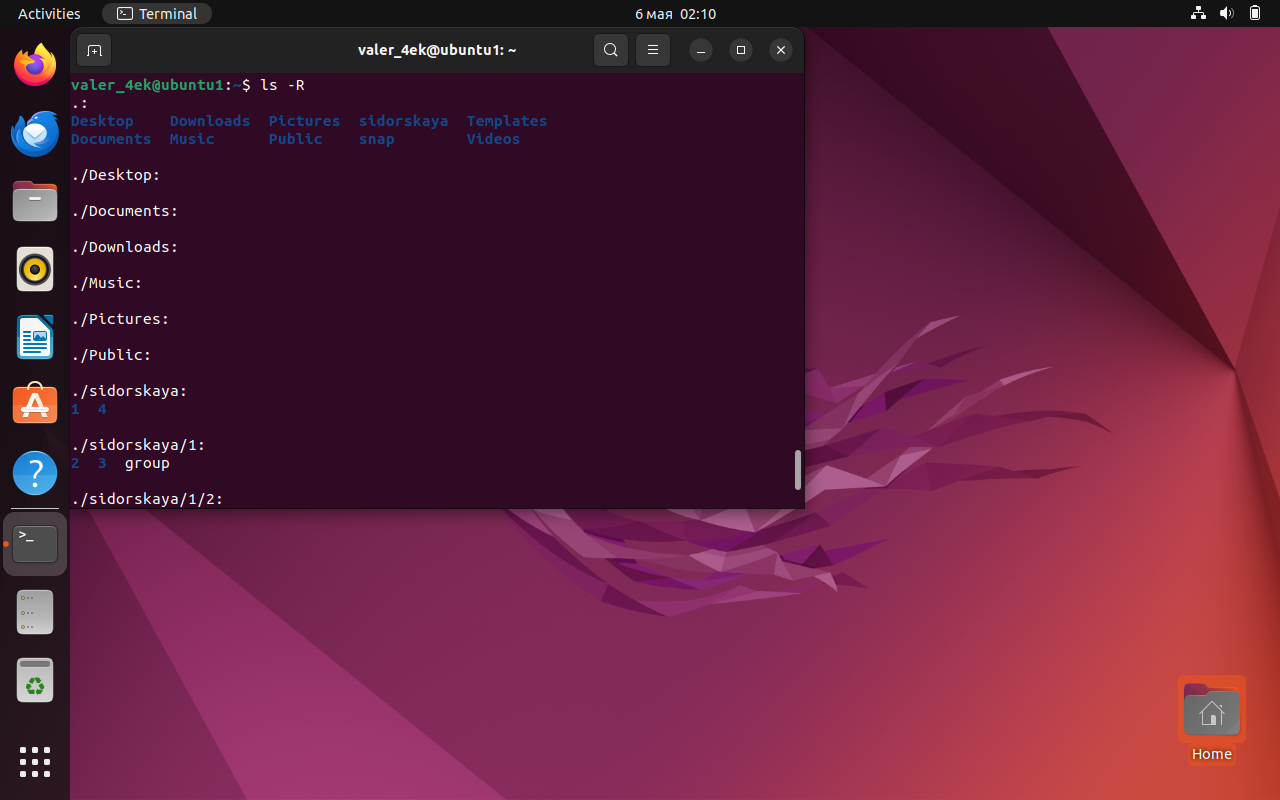 Activities Terminal 6 мая 02:10
valer_4ek@ubuntu1: ~
valer_4ek@ubuntu1:~$ ls -R
.:
Desktop Downloads Pictures sidorskaya Templates
Documents Music Public snap Videos
./Desktop:
./Documents:
./Downloads:
./Music:
./Pictures:
./Public:
./sidorskaya:
1 4
./sidorskaya/1:
2 3 group
./sidorskaya/1/2:
>_
Home